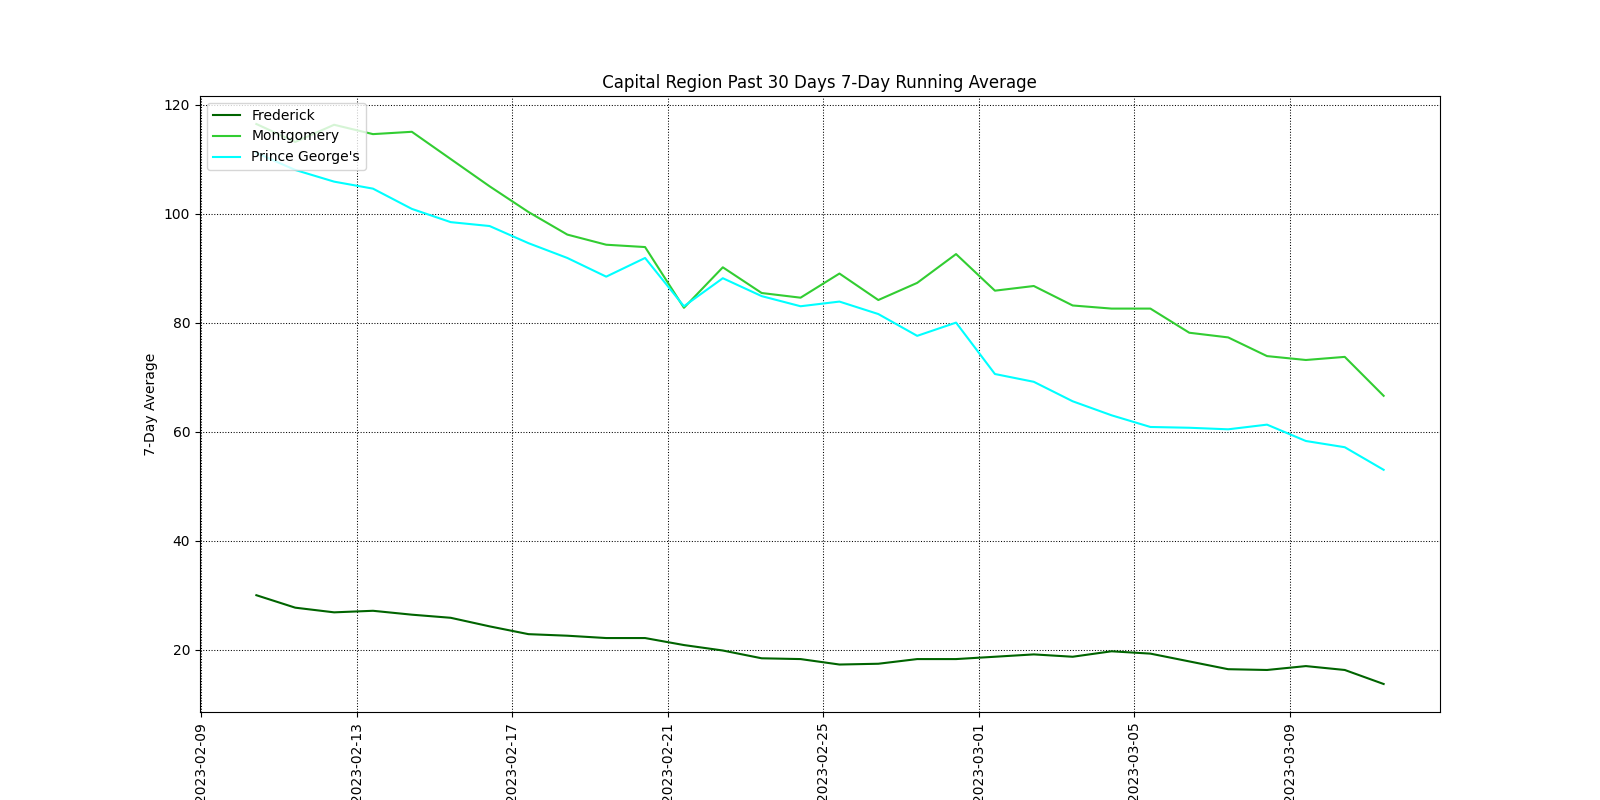 Capital Region Past 30 Days 7-Day Running Average
Frederick
Montgomery
Prince George's
7-Day Average
120
100
80
60
40
20
2023-02-09
2023-02-13
2023-02-17
2023-02-21
2023-02-25
2023-03-01
2023-03-05
2023-03-09